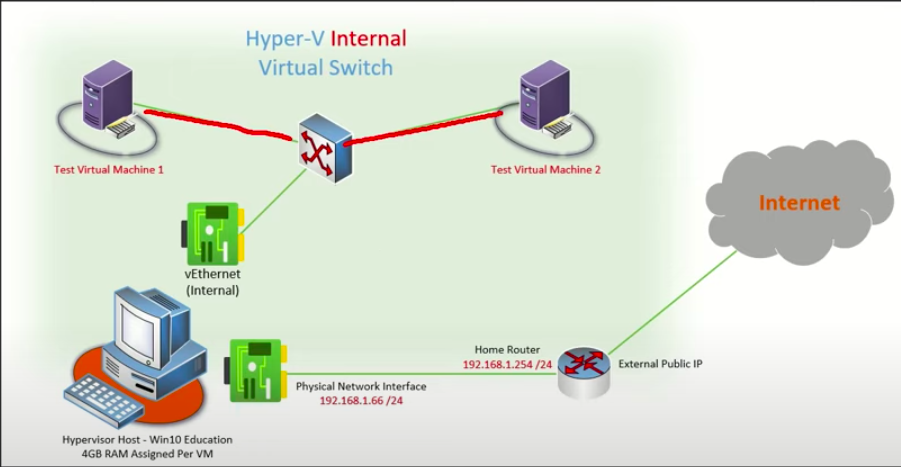 Hyper-V Internal
Virtual Switch
Test Virtual Machine 1
Test Virtual Machine 2
Internet
vEthernet
(Internal)
Home Router
192.168.1.254 /24
External Public IP
Physical Network Interface
192.168.1.66 /24
Hypervisor Host - Win10 Education
4GB RAM Assigned Per VM